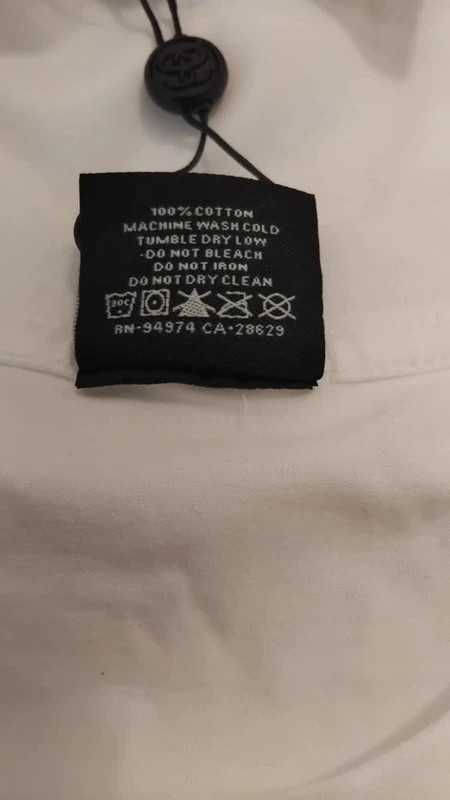 100% COTTON
MACHINE WASH COLD
TUMBLE DRY LOW
-DO NOT BLEACH
DO NOT IRON
DO NOT DRY CLEAN
30C
RN-94974 CA-28629